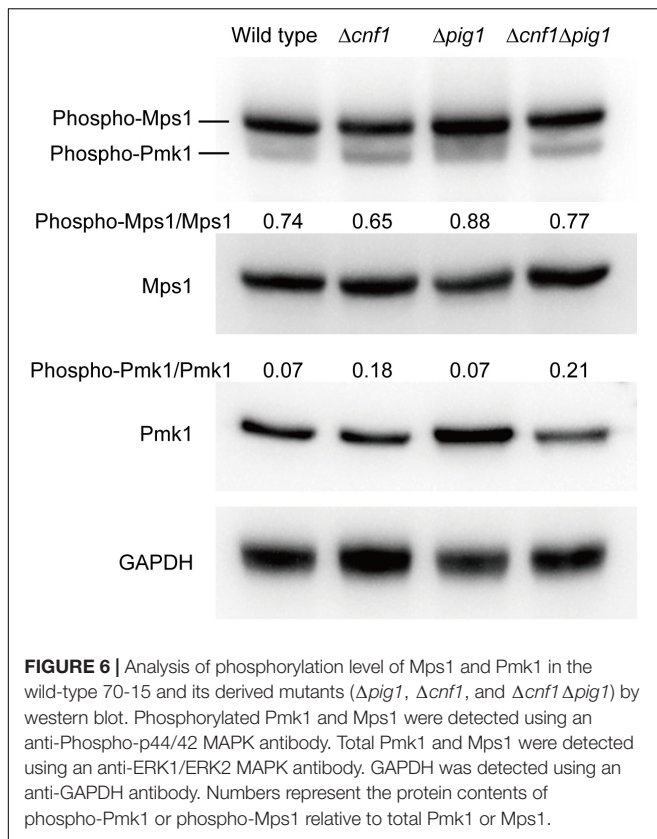 Wild type Δcnf1 Δpig1 Δcnf1Δpig1
Phospho-Mps1
Phospho-Pmk1
Phospho-Mps1/Mps1 0.74 0.65 0.88 0.77
Mps1
Phospho-Pmk1/Pmk1 0.07 0.18 0.07 0.21
Pmk1
GAPDH
FIGURE 6 | Analysis of phosphorylation level of Mps1 and Pmk1 in the
wild-type 70-15 and its derived mutants (Δpig1, Δcnf1, and Δcnf1Δpig1) by
western blot. Phosphorylated Pmk1 and Mps1 were detected using an
anti-Phospho-p44/42 MAPK antibody. Total Pmk1 and Mps1 were detected
using an anti-ERK1/ERK2 MAPK antibody. GAPDH was detected using an
anti-GAPDH antibody. Numbers represent the protein contents of
phospho-Pmk1 or phospho-Mps1 relative to total Pmk1 or Mps1.